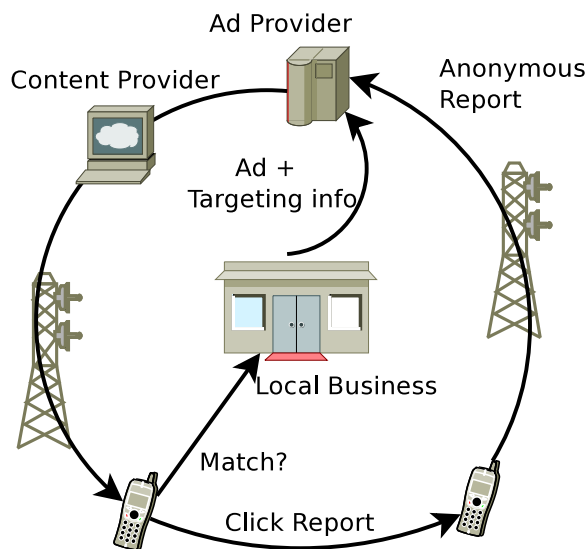 Ad Provider
Content Provider
Anonymous
Report
Ad +
Targeting info
Local Business
Match?
Click Report